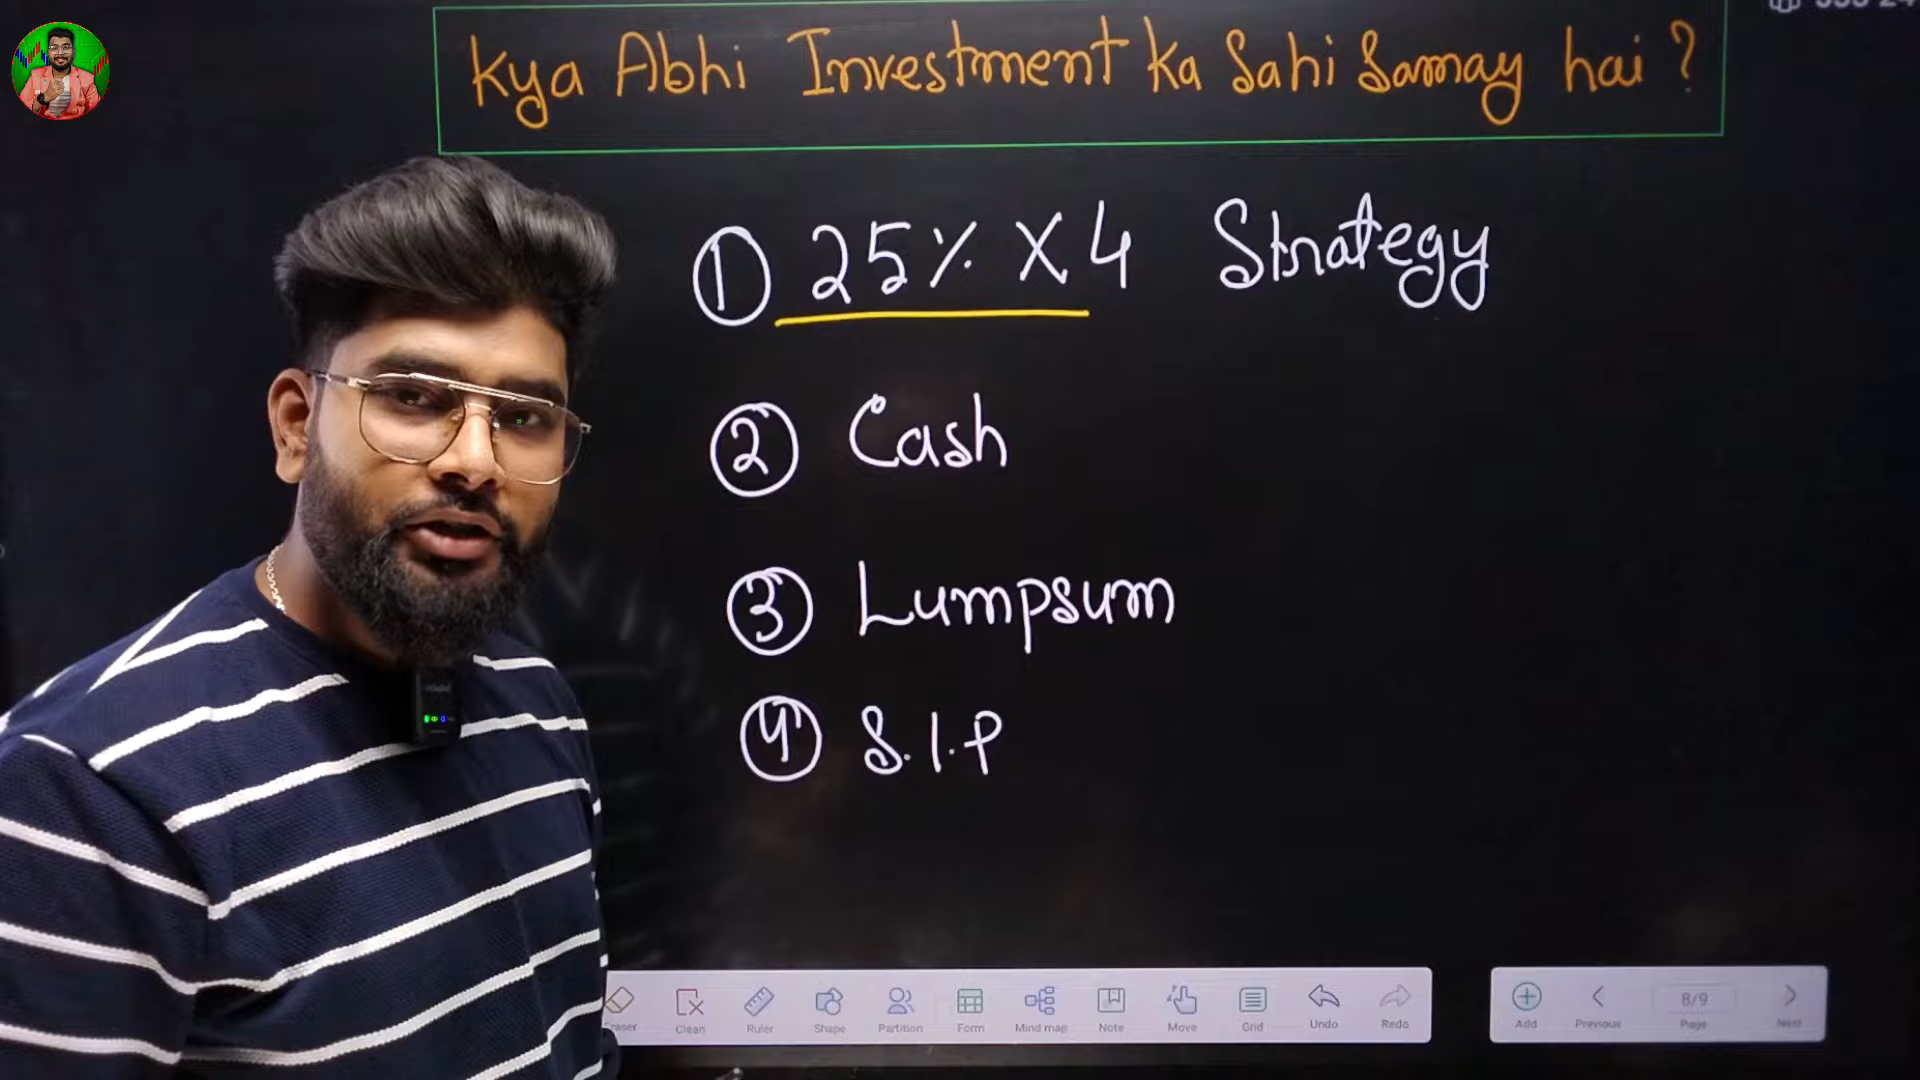 Kya Abhi Investment Ka Sahi Samay hai ?
① 25% X 4 Strategy
② Cash
③ Lumpsum
④ S.I.P
Eraser Clean Ruler Shape Partition Form Mind map Note Move Grid Undo Redo
Add Previous 8/9 Page Next